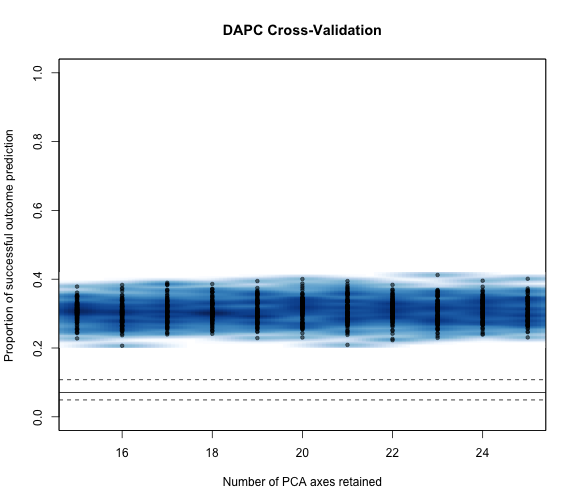 DAPC Cross-Validation
Proportion of successful outcome prediction
1.0
0.8
0.6
0.4
0.2
0.0
16 18 20 22 24
Number of PCA axes retained